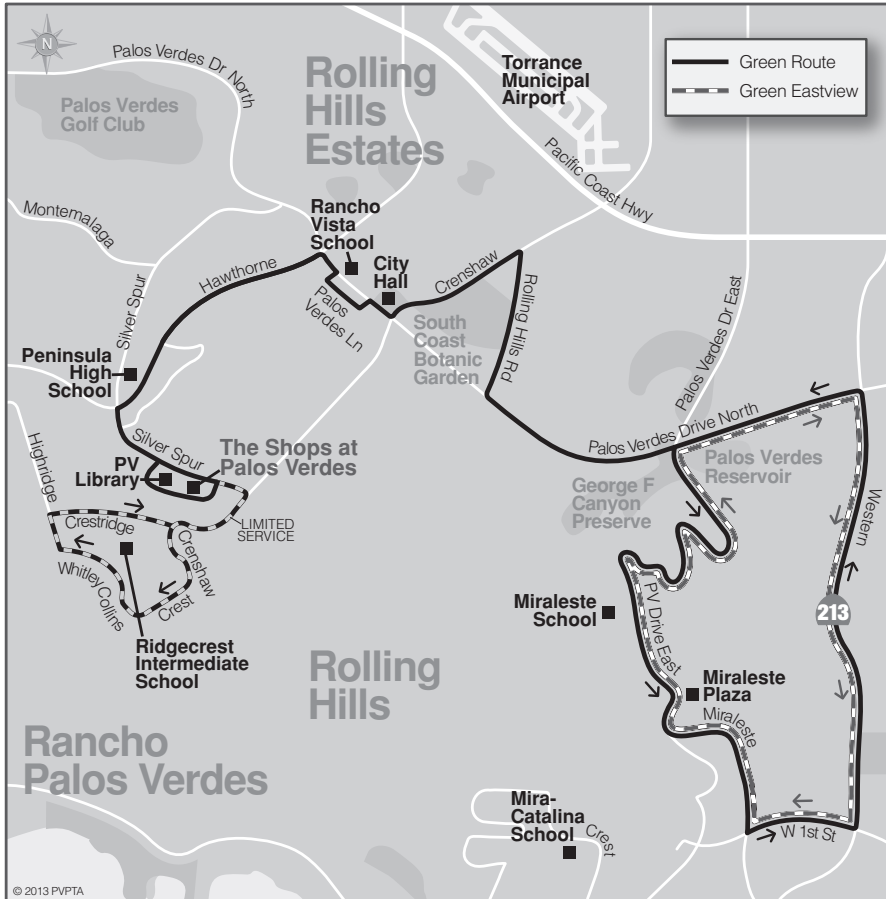 N
Palos Verdes Dr North
Palos Verdes
Golf Club
Rolling
Hills
Estates
Torrance
Municipal
Airport
Green Route
Green Eastview
Pacific Coast Hwy
Montemalaga
Rancho
Vista
School
City
Hall
Hawthorne
Silver Spur
Palos
Verdes Ln
Crenshaw
Rolling Hills Rd
South
Coast
Botanic
Garden
Palos Verdes Dr East
Peninsula
High
School
Silver Spur
The Shops at
Palos Verdes
PV
Library
Highridge
LIMITED
SERVICE
Crestridge
Crenshaw
Whitley Collins
Crest
Ridgecrest
Intermediate
School
Palos Verdes Drive North
Palos Verdes
Reservoir
George F
Canyon
Preserve
Western
213
Miraleste
School
PV Drive East
Miraleste
Plaza
Miraleste
Rolling
Hills
Rancho
Palos Verdes
Mira-
Catalina
School
Crest
W 1st St
© 2013 PVPTA